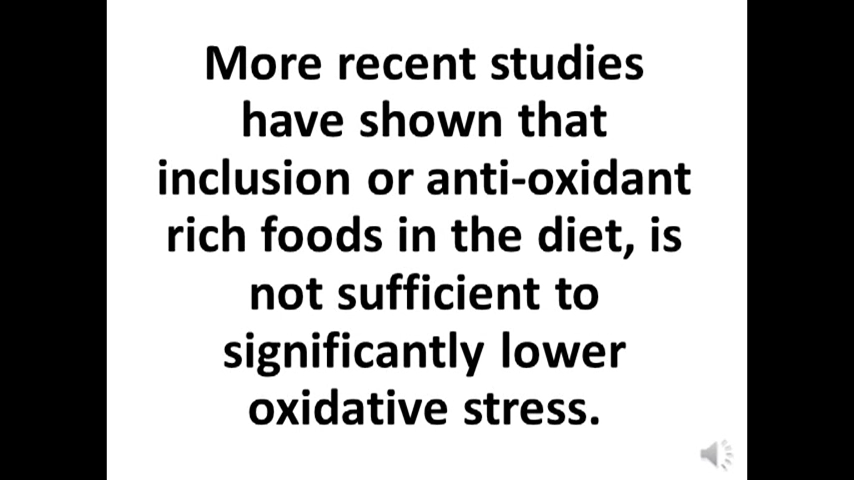 More recent studies
have shown that
inclusion or anti-oxidant
rich foods in the diet, is
not sufficient to
significantly lower
oxidative stress.